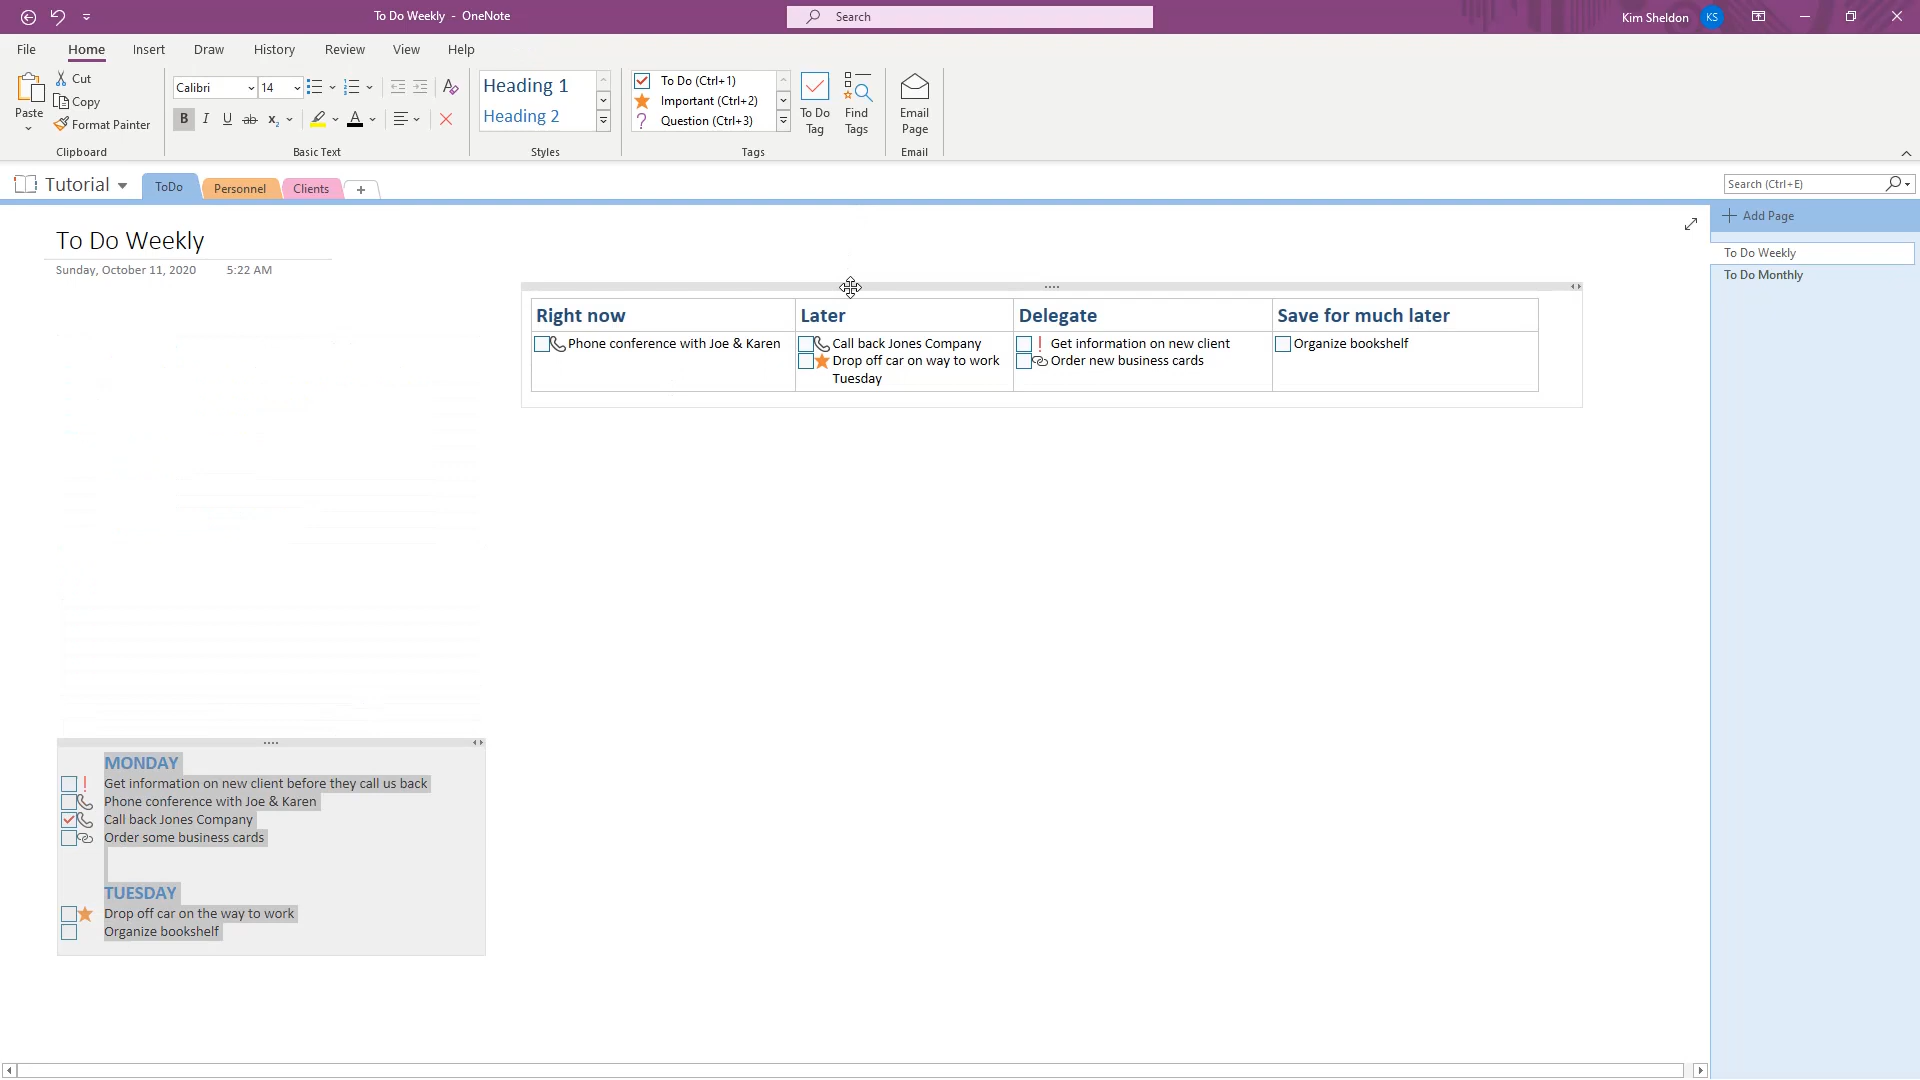 To Do Weekly - OneNote
Search
Kim Sheldon
KS
File
Home
Insert
Draw
History
Review
View
Help
Paste
Cut
Copy
Format Painter
Clipboard
Calibri
14
B
I
U
ab
x₂
A
Basic Text
Heading 1
Heading 2
Styles
To Do (Ctrl+1)
Important (Ctrl+2)
Question (Ctrl+3)
To Do
Tag
Find
Tags
Tags
Email
Page
Email
Tutorial
ToDo
Personnel
Clients
Search (Ctrl+E)
Add Page
To Do Weekly
To Do Monthly
To Do Weekly
Sunday, October 11, 2020 5:22 AM
Right now
Later
Delegate
Save for much later
Phone conference with Joe & Karen
Call back Jones Company
Drop off car on way to work
Tuesday
Get information on new client
Order new business cards
Organize bookshelf
MONDAY
Get information on new client before they call us back
Phone conference with Joe & Karen
Call back Jones Company
Order some business cards
TUESDAY
Drop off car on the way to work
Organize bookshelf